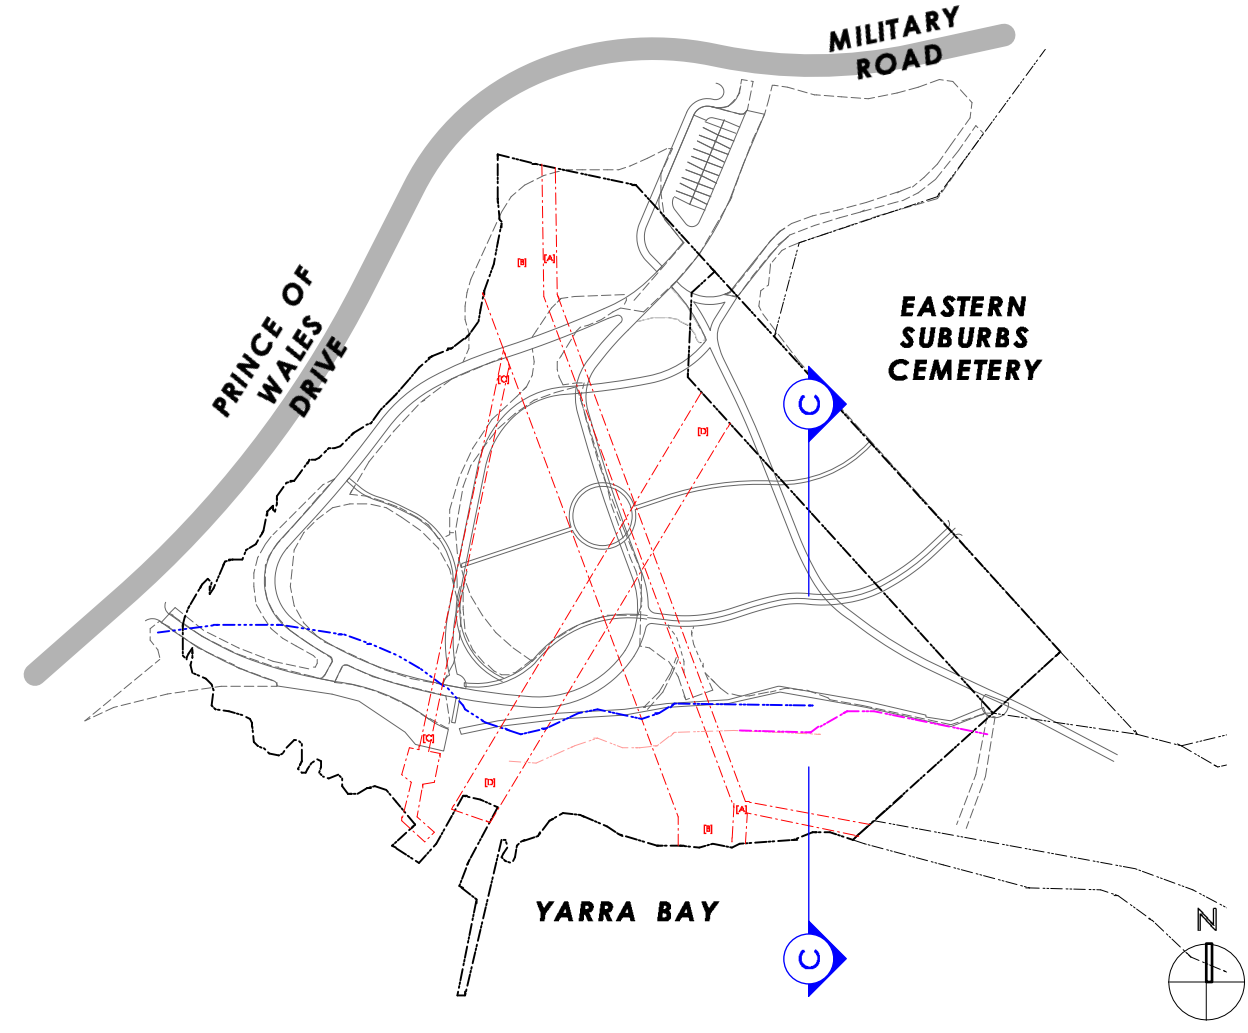 MILITARY
ROAD
[B]
[A]
PRINCE OF
WALES
DRIVE
EASTERN
SUBURBS
CEMETERY
[C]
C
[D]
[C]
[D]
[A]
[B]
YARRA BAY
N
C